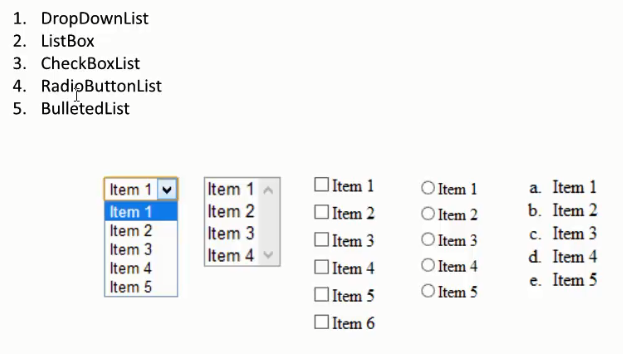 1. DropDownList
2. ListBox
3. CheckBoxList
4. RadioButtonList
5. BulletedList
Item 1
Item 1
Item 2
Item 3
Item 4
Item 5
Item 1
Item 2
Item 3
Item 4
Item 1
Item 2
Item 3
Item 4
Item 5
Item 6
Item 1
Item 2
Item 3
Item 4
Item 5
a. Item 1
b. Item 2
c. Item 3
d. Item 4
e. Item 5